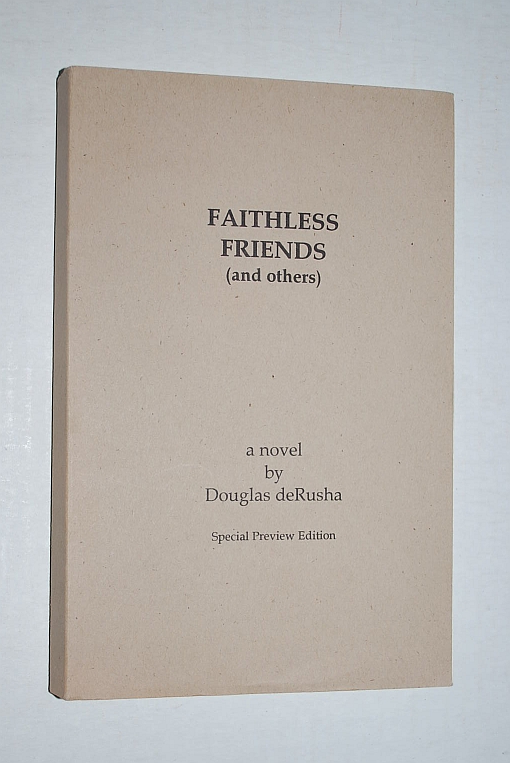 FAITHLESS
FRIENDS
(and others)
a novel
by
Douglas deRusha
Special Preview Edition